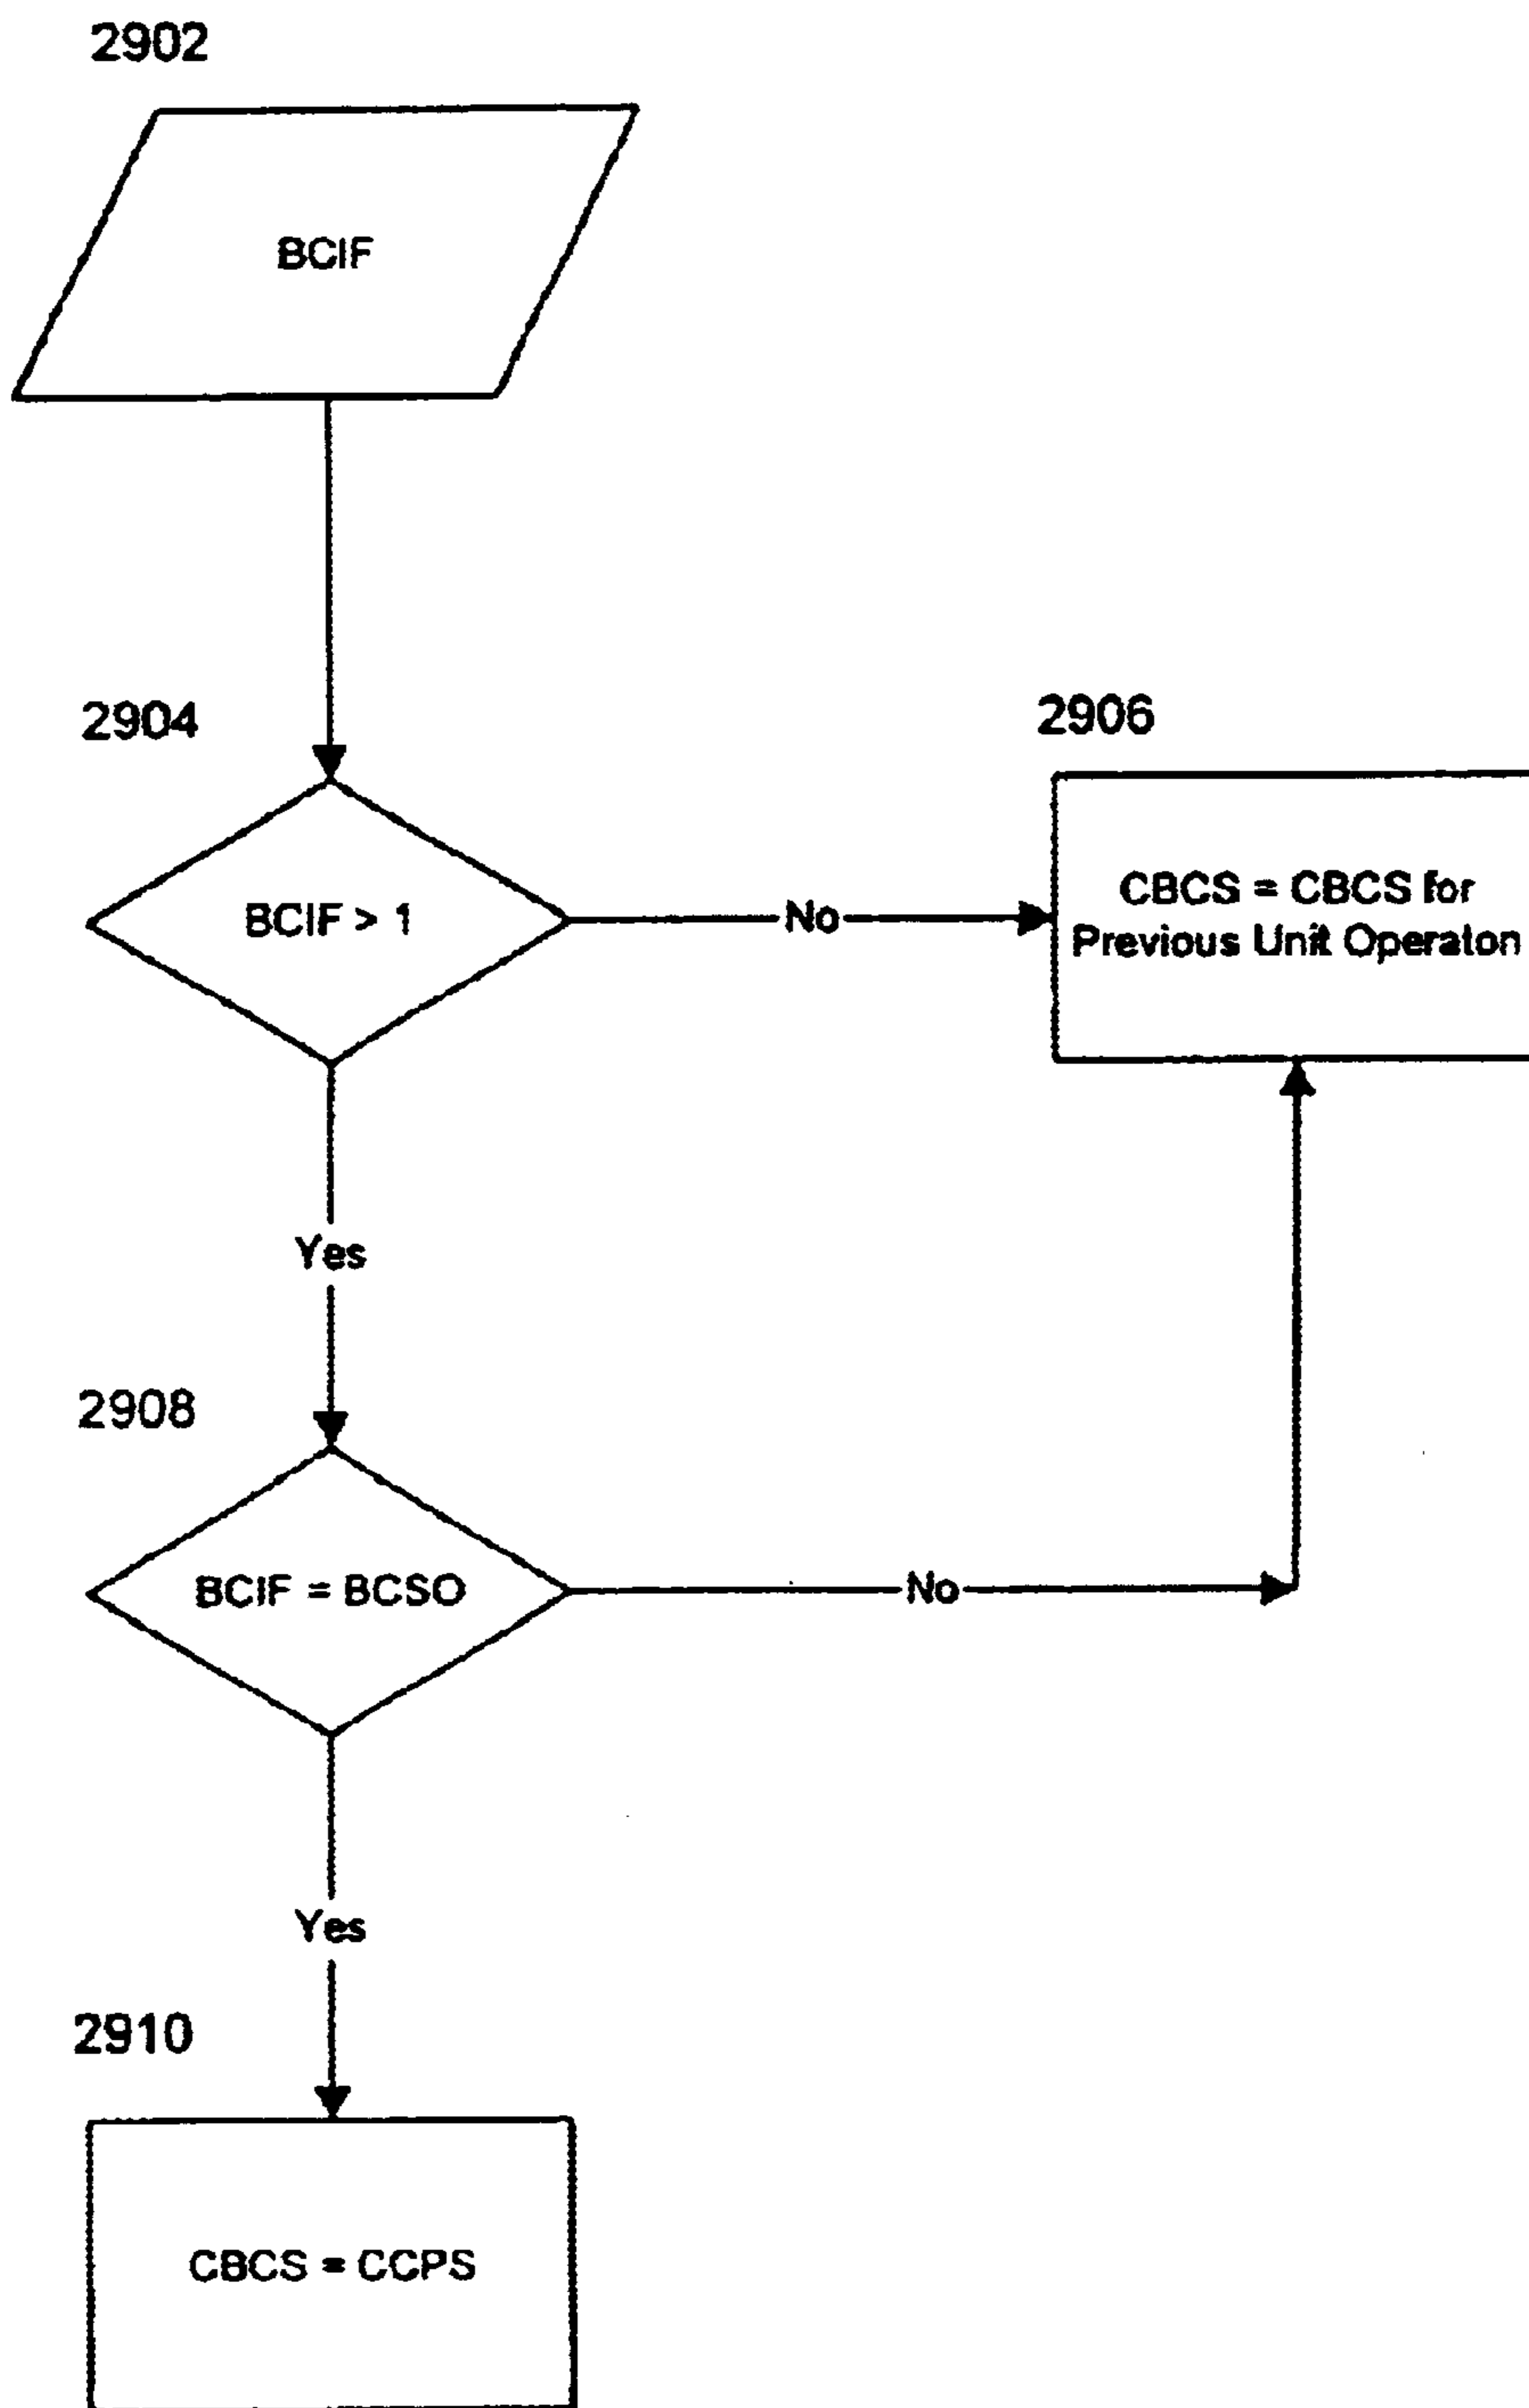 2902
BCIF
2904
BCIF > 1
No
2906
CBCS = CBCS for
Previous Unit Operaton
Yes
2908
BCIF = BCSO
No
Yes
2910
CBCS = CCPS